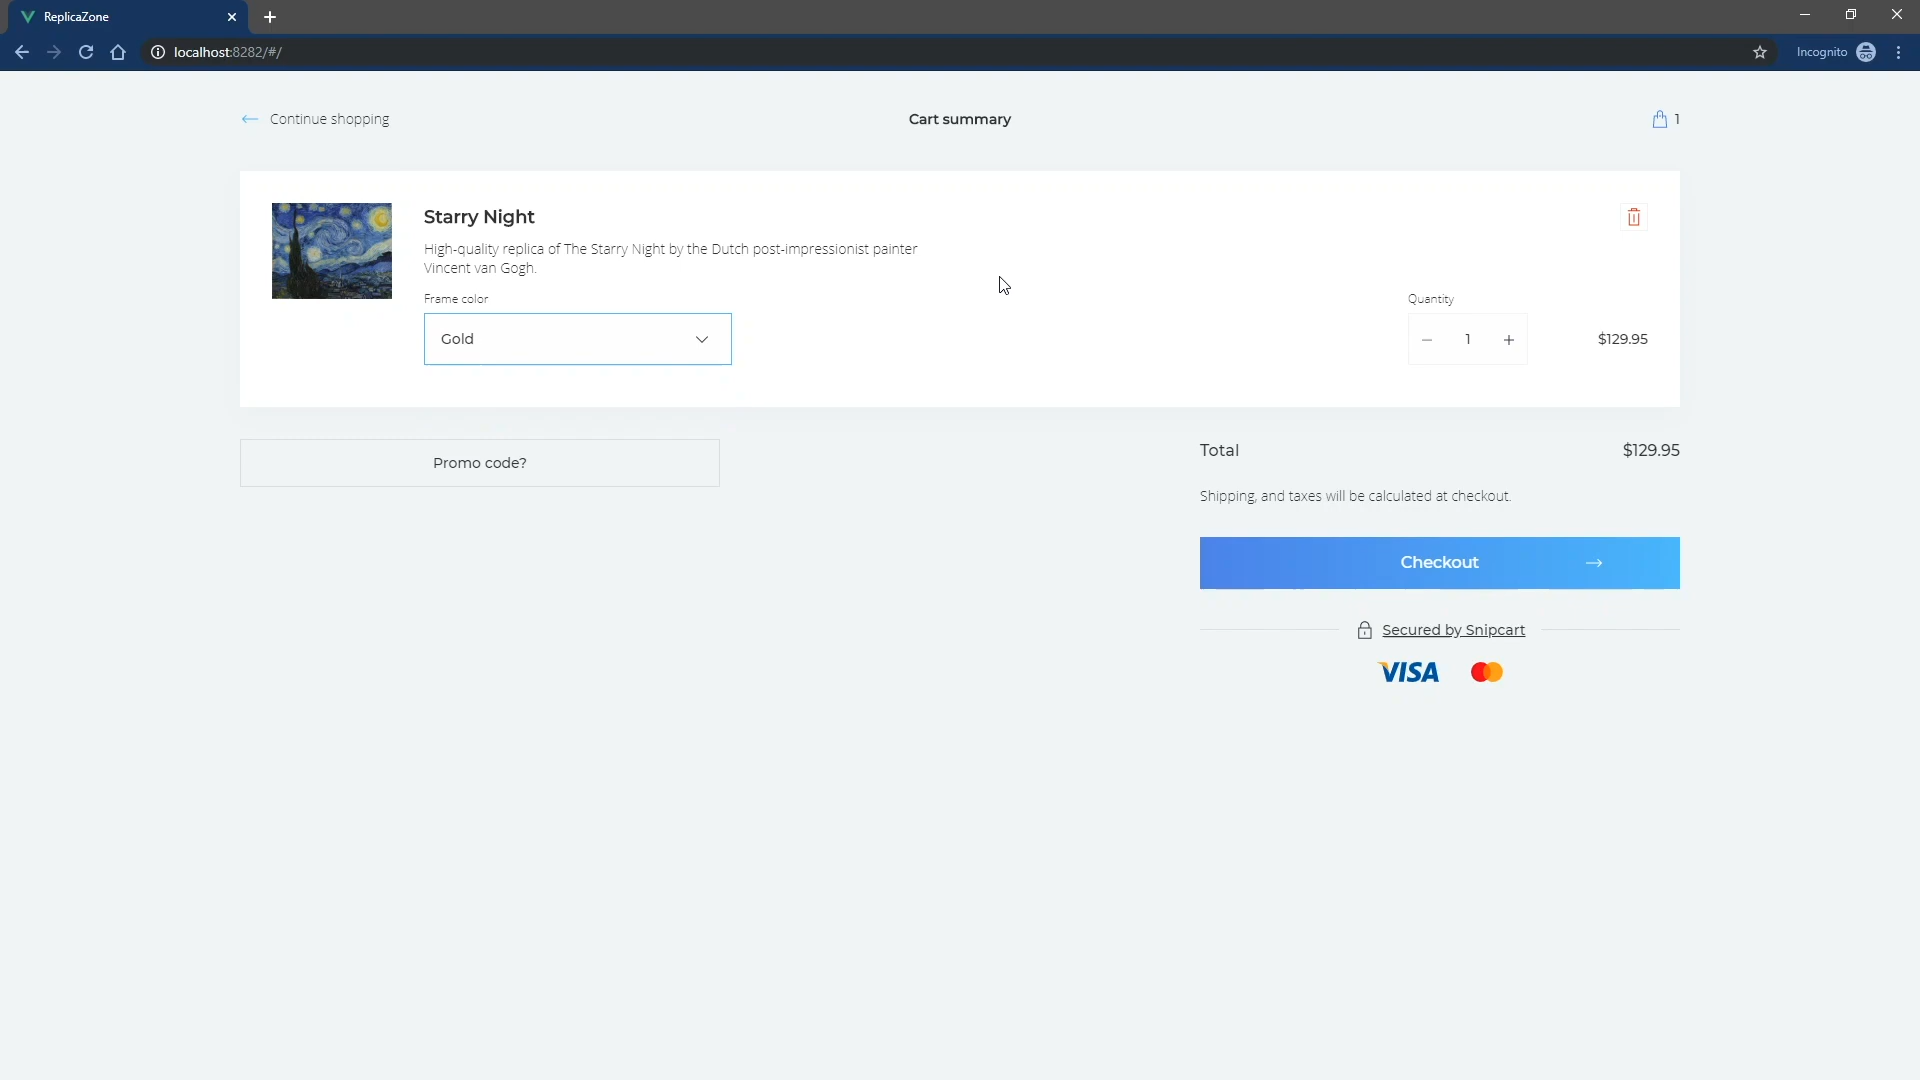 ReplicaZone
localhost:8282/#/
Incognito
Continue shopping
Cart summary
1
Starry Night
High-quality replica of The Starry Night by the Dutch post-impressionist painter
Vincent van Gogh.
Frame color
Quantity
Gold
1
$129.95
Promo code?
Total
$129.95
Shipping, and taxes will be calculated at checkout.
Checkout
Secured by Snipcart
VISA